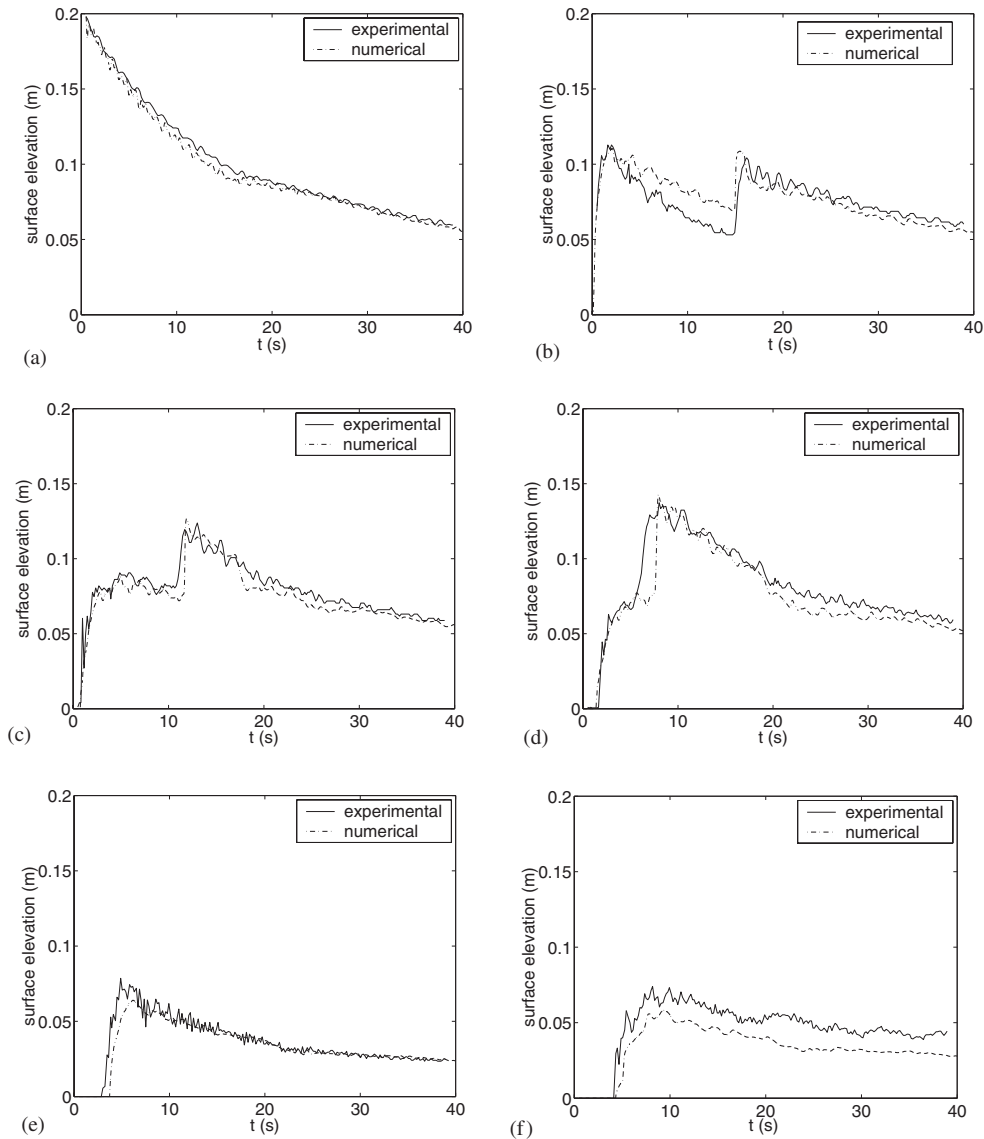 0.2
0.15
0.1
0.05
0
surface elevation (m)
experimental
numerical
0 10 20 30 40
t (s)
(a)
0.2
0.15
0.1
0.05
0
surface elevation (m)
experimental
numerical
0 10 20 30 40
t (s)
(b)
0.2
0.15
0.1
0.05
0
surface elevation (m)
experimental
numerical
0 10 20 30 40
t (s)
(c)
0.2
0.15
0.1
0.05
0
surface elevation (m)
experimental
numerical
0 10 20 30 40
t (s)
(d)
0.2
0.15
0.1
0.05
0
surface elevation (m)
experimental
numerical
0 10 20 30 40
t (s)
(e)
0.2
0.15
0.1
0.05
0
surface elevation (m)
experimental
numerical
0 10 20 30 40
t (s)
(f)